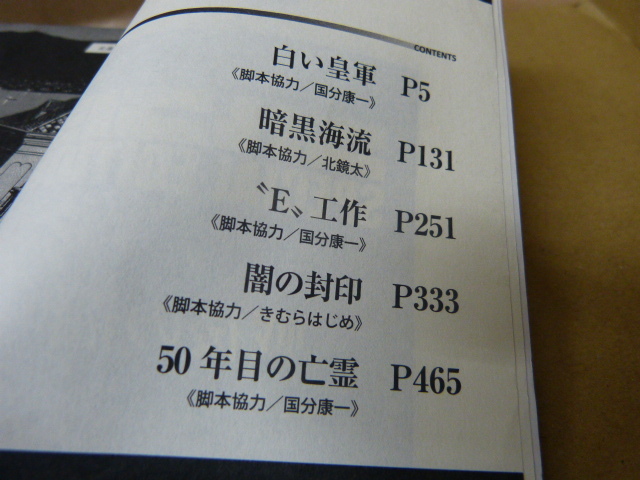 CONTENTS
白い皇軍 P5
《脚本協力/国分康一》
暗黒海流 P131
《脚本協力/北鏡太》
〝E〟工作 P251
《脚本協力/国分康一》
闇の封印 P333
《脚本協力/きむらはじめ》
50年目の亡霊 P465
《脚本協力/国分康一》